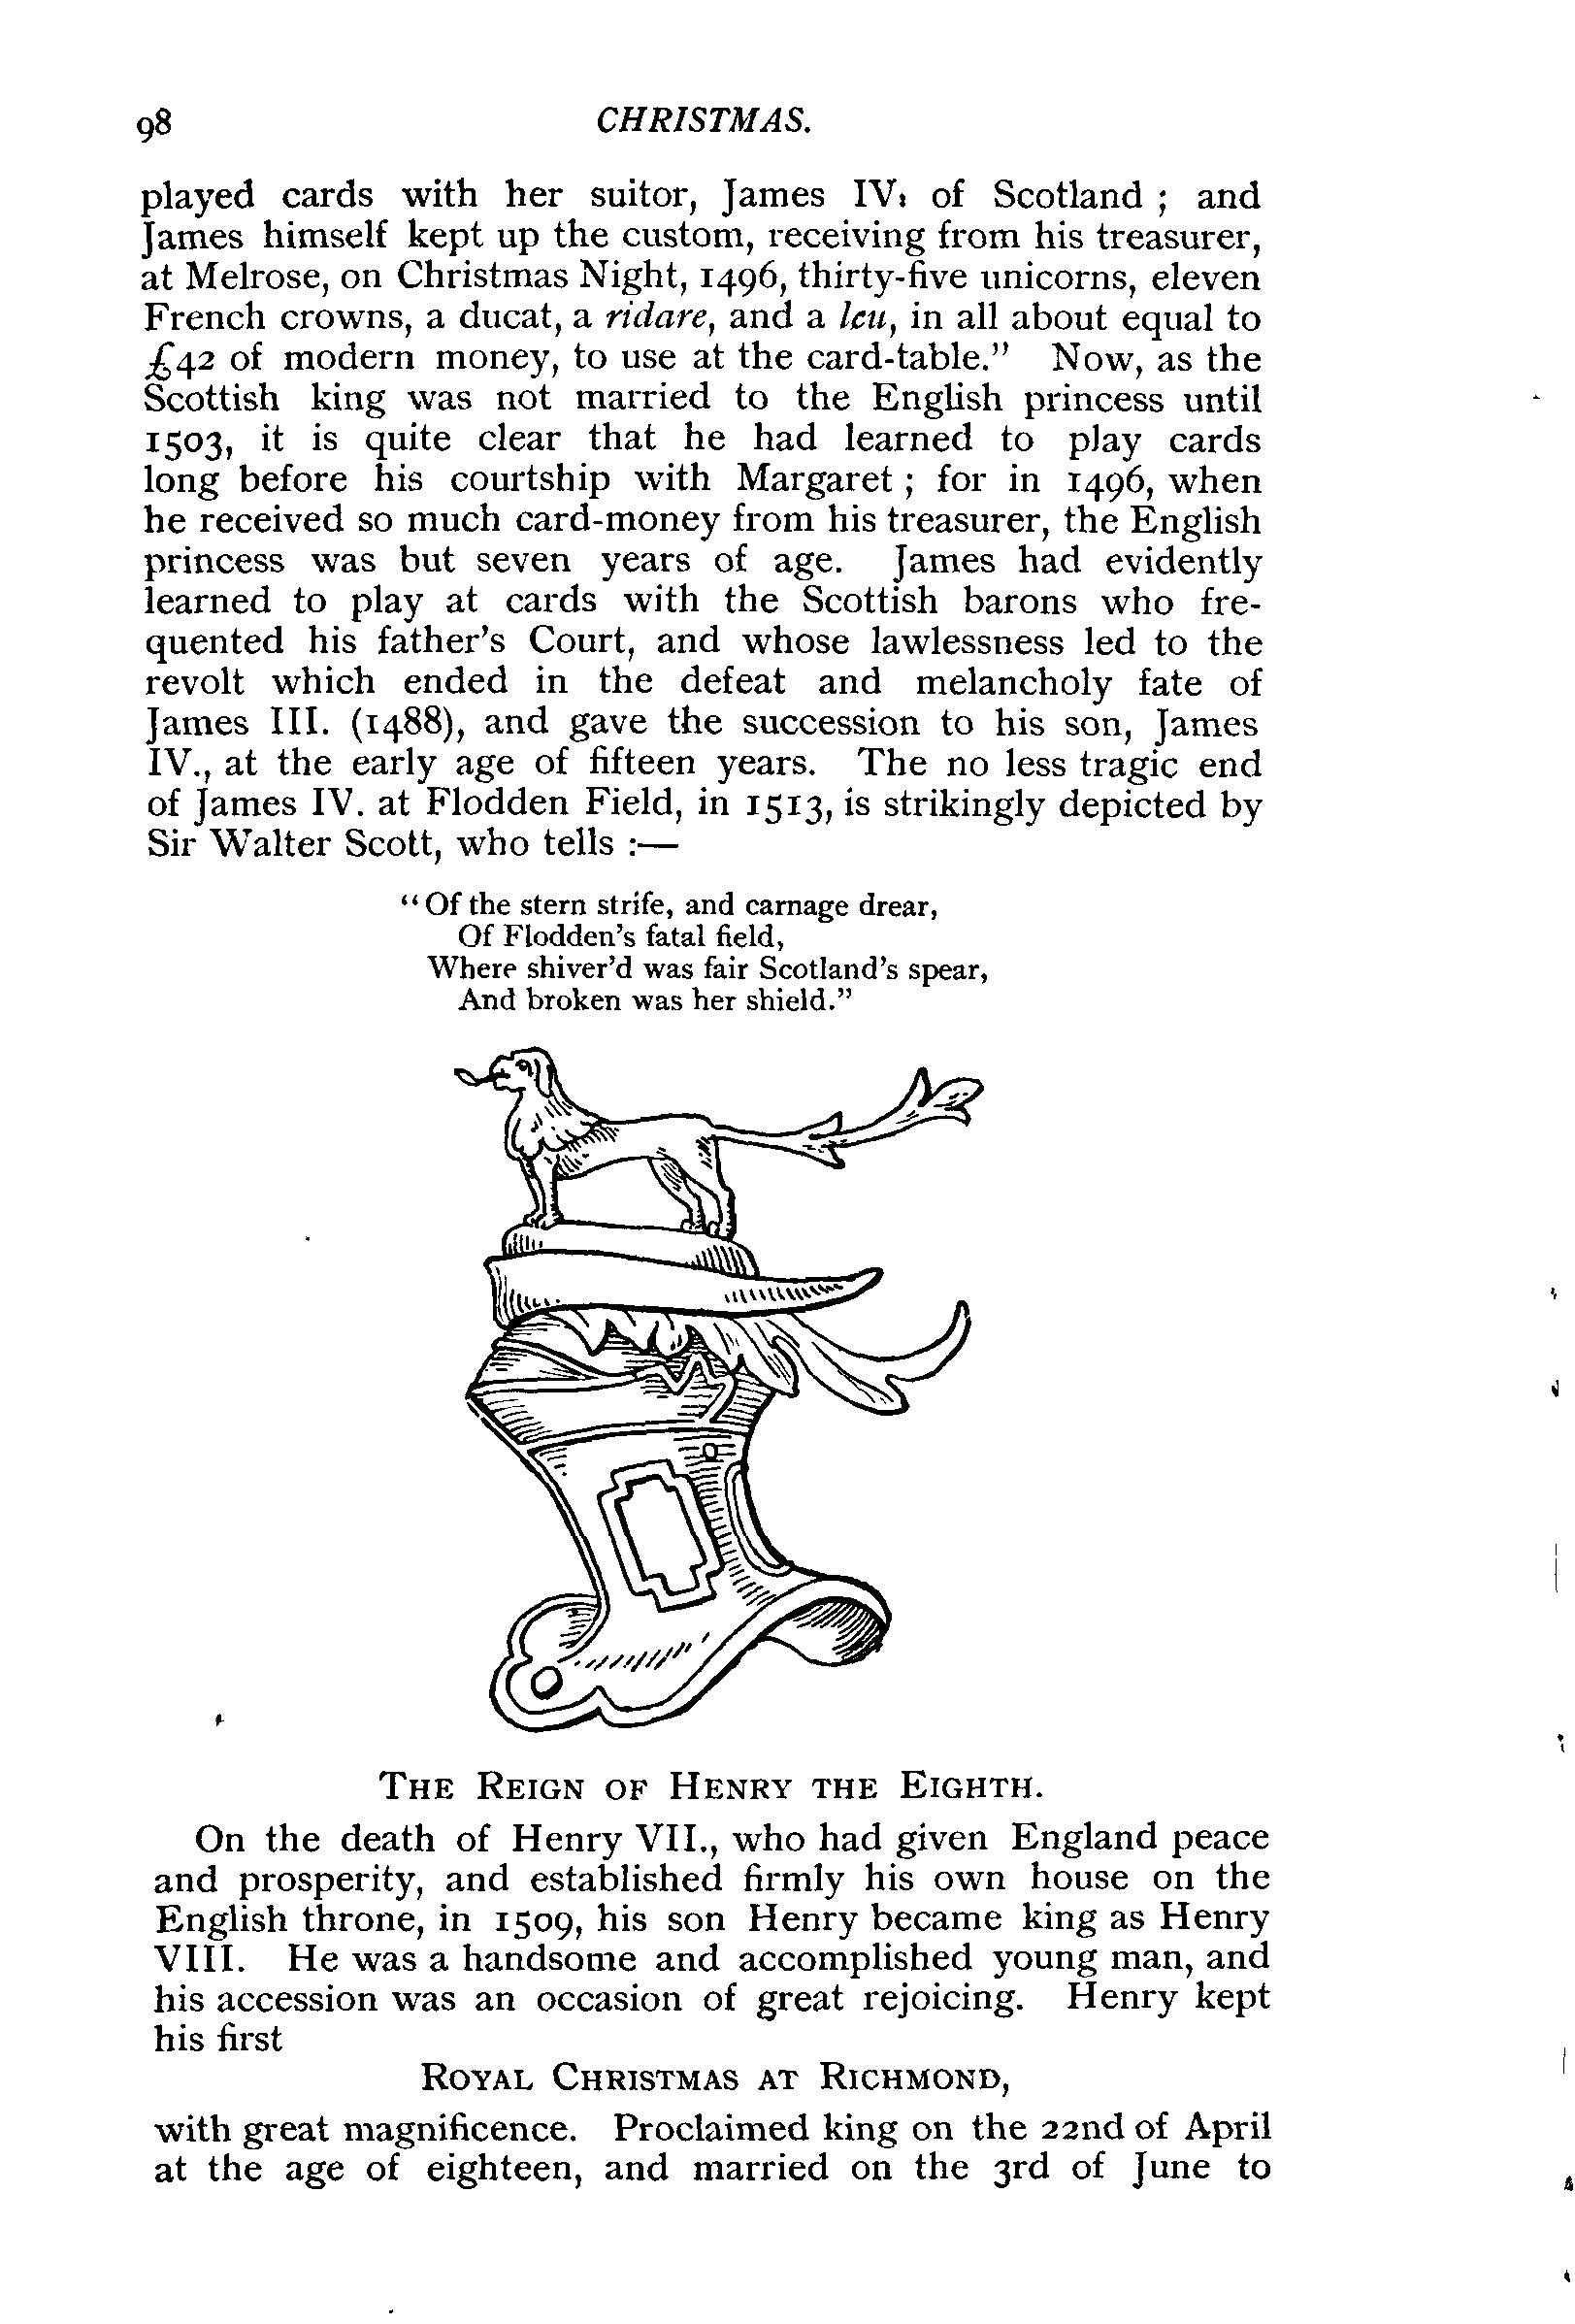 98 CHRISTMAS.
played cards with her suitor, James IV. of Scotland ; and
James himself kept up the custom, receiving from his treasurer,
at Melrose, on Christmas Night, 1496, thirty-five unicorns, eleven
French crowns, a ducat, a ridare, and a leu, in all about equal to
£42 of modern money, to use at the card-table.” Now, as the
Scottish king was not married to the English princess until
1503, it is quite clear that he had learned to play cards
long before his courtship with Margaret ; for in 1496, when
he received so much card-money from his treasurer, the English
princess was but seven years of age. James had evidently
learned to play at cards with the Scottish barons who fre-
quented his father’s Court, and whose lawlessness led to the
revolt which ended in the defeat and melancholy fate of
James III. (1488), and gave the succession to his son, James
IV., at the early age of fifteen years. The no less tragic end
of James IV. at Flodden Field, in 1513, is strikingly depicted by
Sir Walter Scott, who tells :—
“ Of the stern strife, and carnage drear,
Of Flodden’s fatal field,
Where shiver’d was fair Scotland’s spear,
And broken was her shield.”
THE REIGN OF HENRY THE EIGHTH.
On the death of Henry VII., who had given England peace
and prosperity, and established firmly his own house on the
English throne, in 1509, his son Henry became king as Henry
VIII. He was a handsome and accomplished young man, and
his accession was an occasion of great rejoicing. Henry kept
his first
ROYAL CHRISTMAS AT RICHMOND,
with great magnificence. Proclaimed king on the 22nd of April
at the age of eighteen, and married on the 3rd of June to